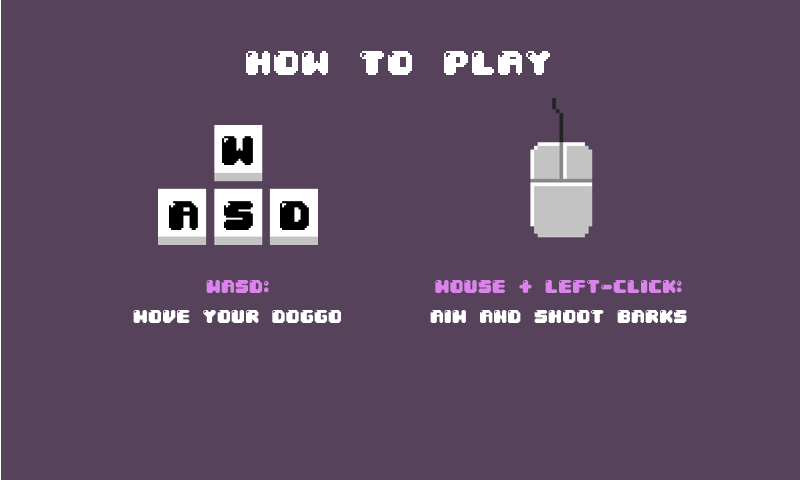 HOW TO PLAY
W
A S D
WASD:
MOVE YOUR DOGGO
MOUSE + LEFT-CLICK:
AIM AND SHOOT BARKS